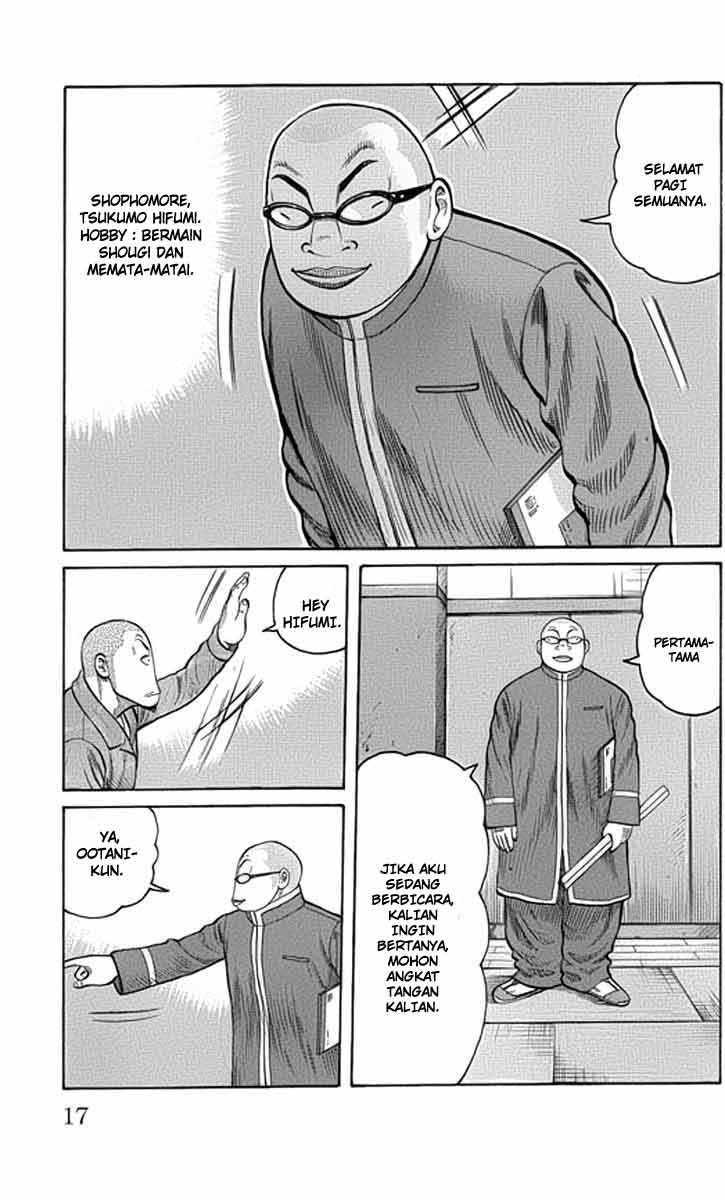 SELAMAT
PAGI
SEMUANYA.
SHOPHOMORE,
TSUKUMO HIFUMI.
HOBBY : BERMAIN
SHOUGI DAN
MEMATA-MATAI.
PERTAMA-
TAMA
JIKA AKU
SEDANG
BERBICARA,
KALIAN
INGIN
BERTANYA,
MOHON
ANGKAT
TANGAN
KALIAN.
HEY
HIFUMI.
YA,
OOTANI-
KUN.
17